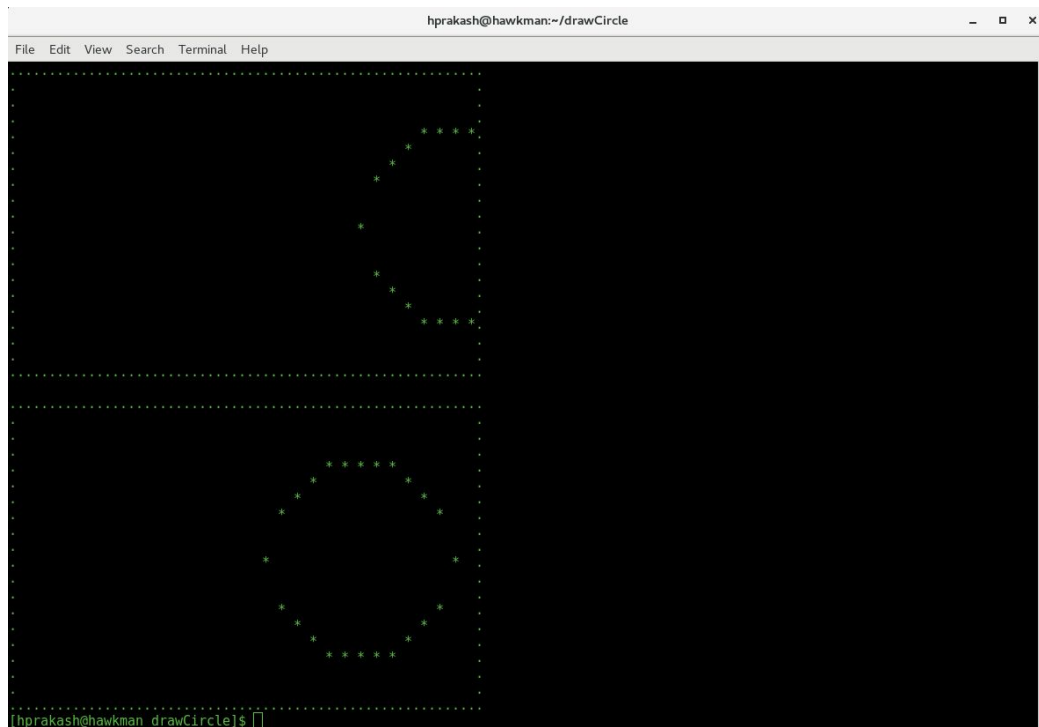 hprakash@hawkman:~/drawCircle
File Edit View Search Terminal Help
[hprakash@hawkman drawCircle]$